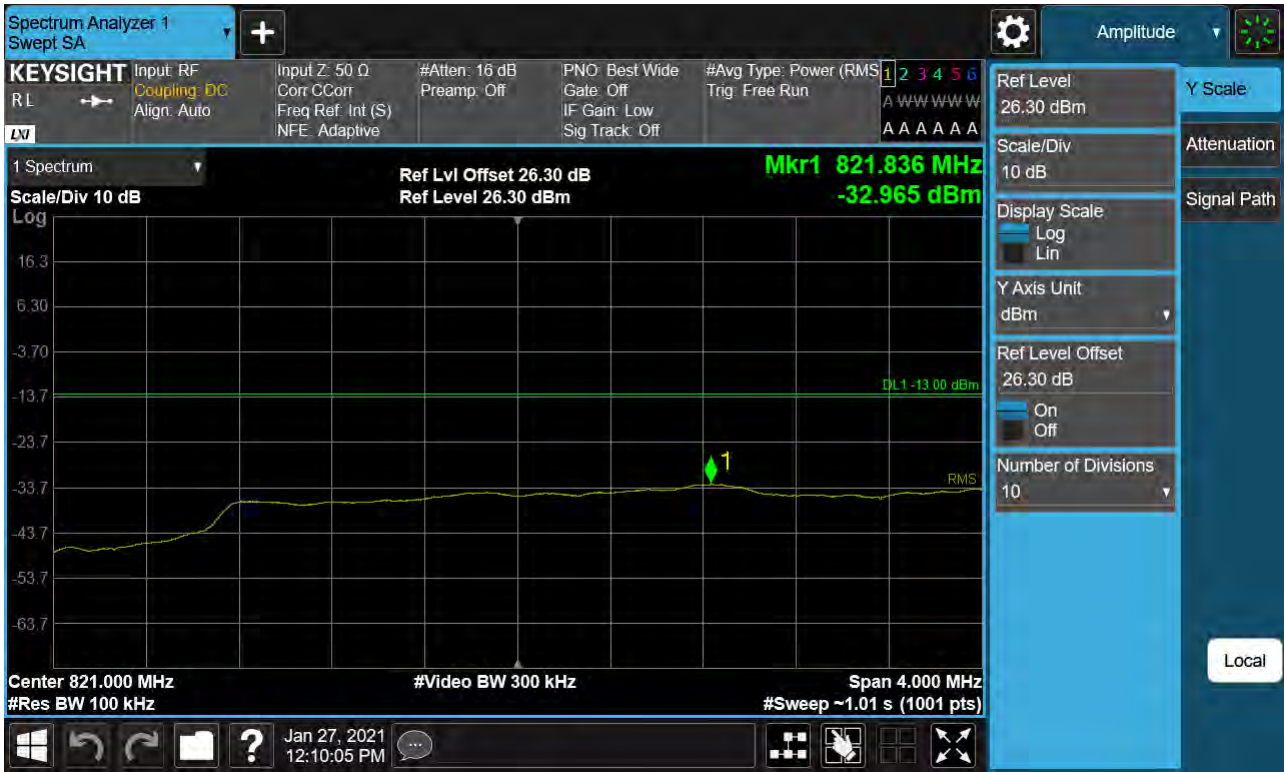 Spectrum Analyzer 1
Swept SA
+
Amplitude
KEYSIGHT
RL
LXI
Input: RF
Coupling: DC
Align: Auto
Input Z: 50 Ω
Corr CCorr
Freq Ref: Int (S)
NFE: Adaptive
#Atten: 16 dB
Preamp: Off
PNO: Best Wide
Gate: Off
IF Gain: Low
Sig Track: Off
#Avg Type: Power (RMS
Trig: Free Run
1 2 3 4 5 6
A W W W W W
A A A A A A
1 Spectrum
Scale/Div 10 dB
Ref Lvl Offset 26.30 dB
Ref Level 26.30 dBm
Mkr1 821.836 MHz
-32.965 dBm
Log
16.3
6.30
-3.70
-13.7
-23.7
-33.7
-43.7
-53.7
-63.7
DL1 -13.00 dBm
1
RMS
Center 821.000 MHz
#Res BW 100 kHz
#Video BW 300 kHz
Span 4.000 MHz
#Sweep ~1.01 s (1001 pts)
Ref Level
26.30 dBm
Scale/Div
10 dB
Display Scale
Log
Lin
Y Axis Unit
dBm
Ref Level Offset
26.30 dB
On
Off
Number of Divisions
10
Y Scale
Attenuation
Signal Path
Local
?
Jan 27, 2021
12:10:05 PM